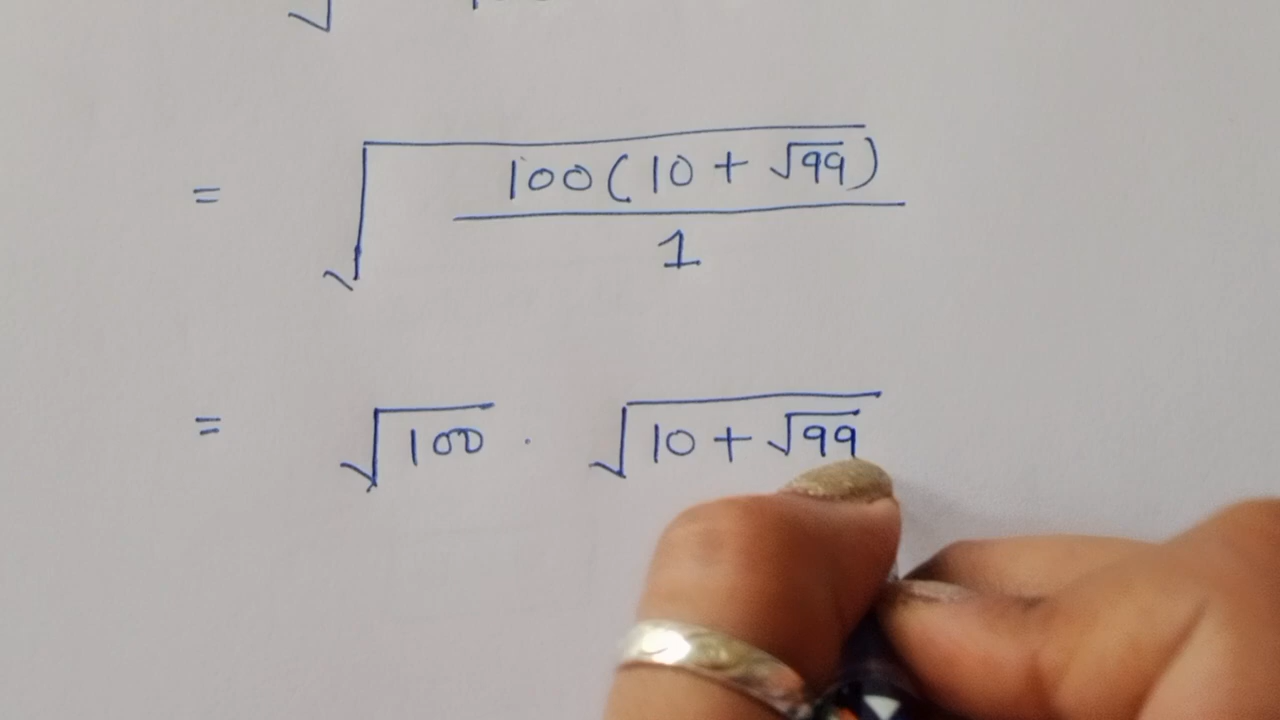 = √(100(10 + √99) / 1)
= √100 · √(10 + √99)